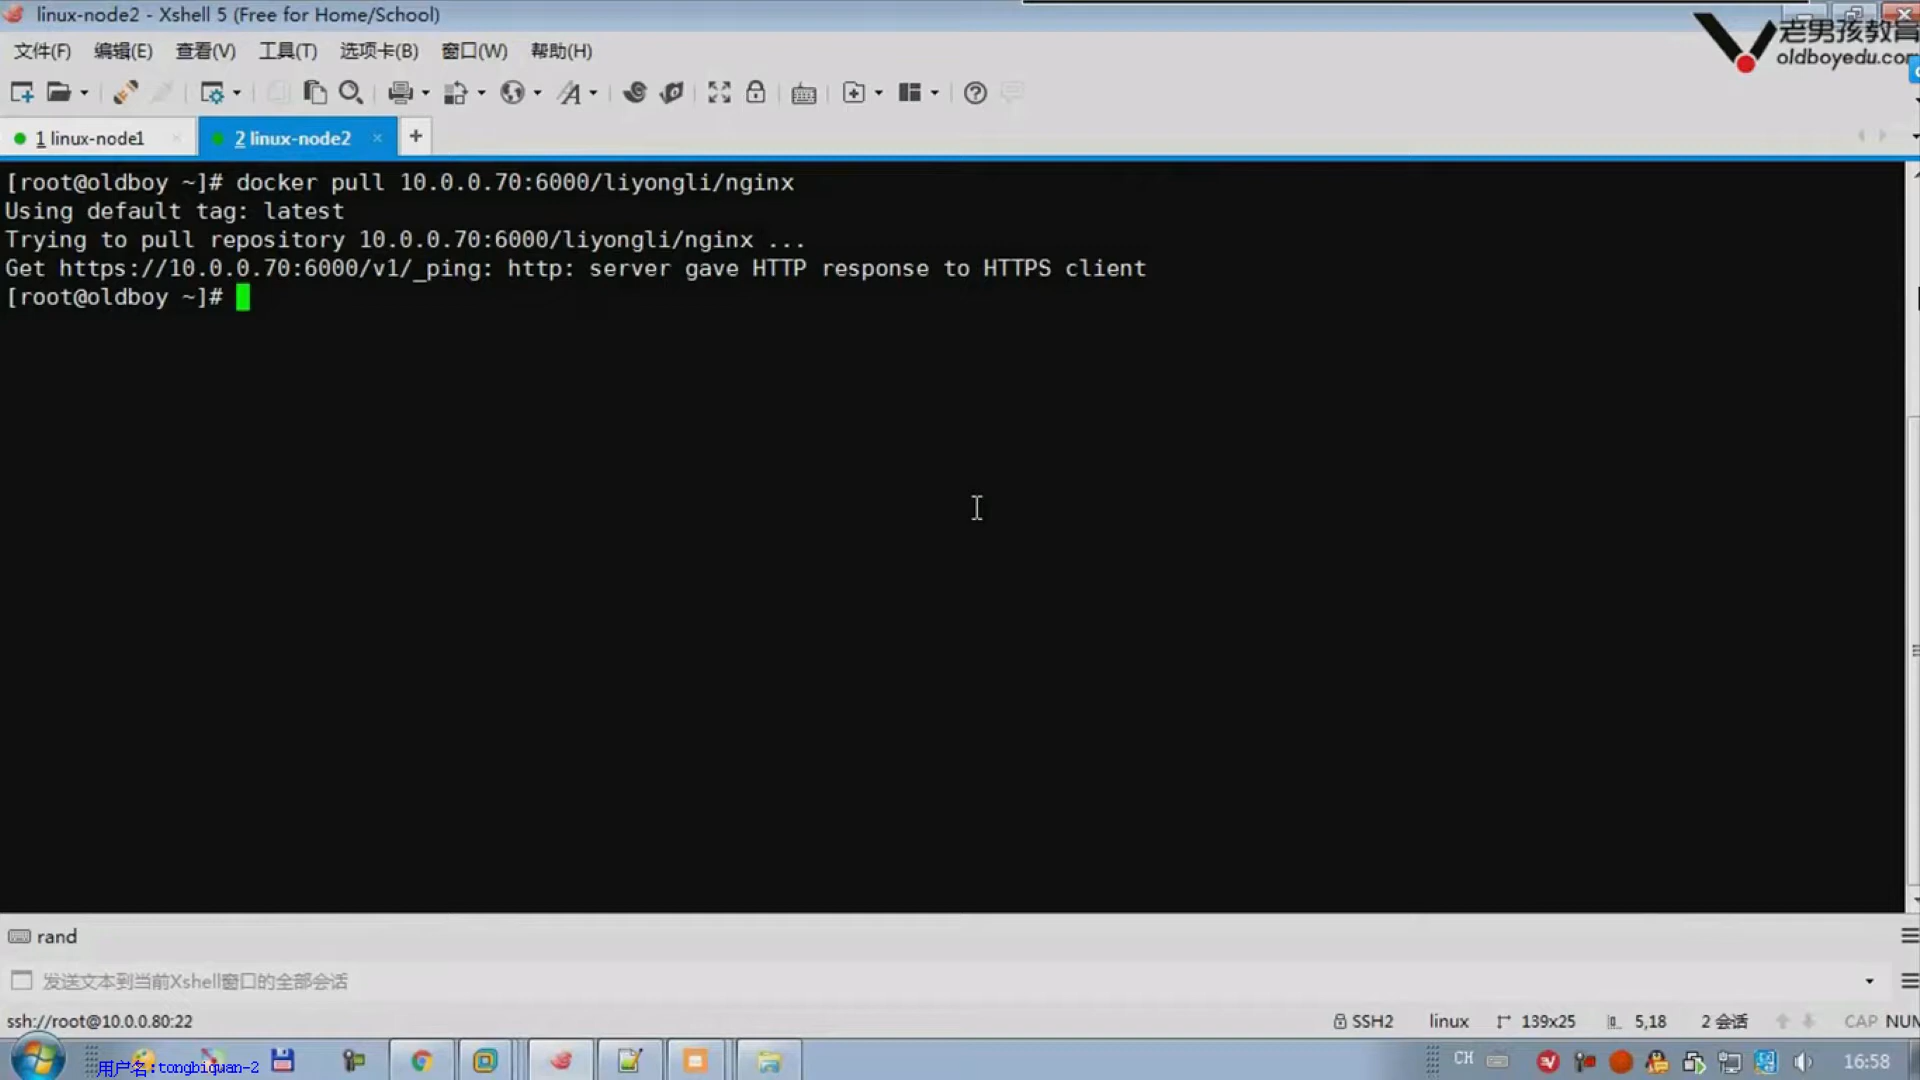 linux-node2 - Xshell 5 (Free for Home/School)
老男孩教育
oldboyedu.com
文件(F) 编辑(E) 查看(V) 工具(T) 选项卡(B) 窗口(W) 帮助(H)
1 linux-node1 2 linux-node2
[root@oldboy ~]# docker pull 10.0.0.70:6000/liyongli/nginx
Using default tag: latest
Trying to pull repository 10.0.0.70:6000/liyongli/nginx ...
Get https://10.0.0.70:6000/v1/_ping: http: server gave HTTP response to HTTPS client
[root@oldboy ~]#
rand
发送文本到当前Xshell窗口的全部会话
ssh://root@10.0.0.80:22 SSH2 linux 139x25 5,18 2 会话 CAP NUM
用户名:tongbiquan-2 CH 16:58